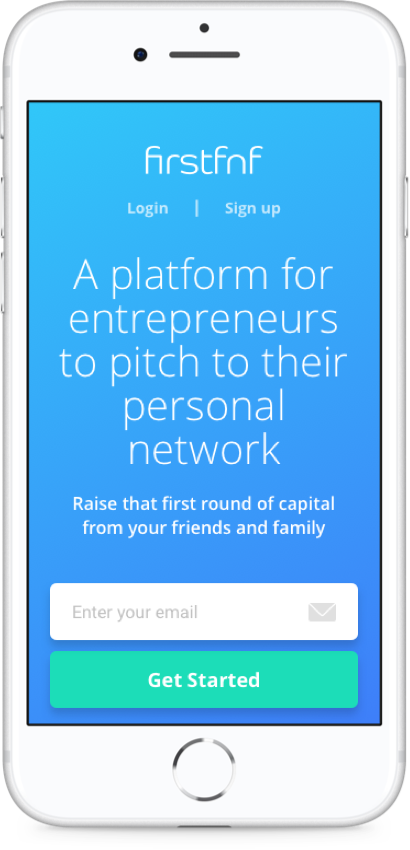 firstfnf
Login | Sign up
A platform for
entrepreneurs
to pitch to their
personal
network
Raise that first round of capital
from your friends and family
Enter your email
Get Started